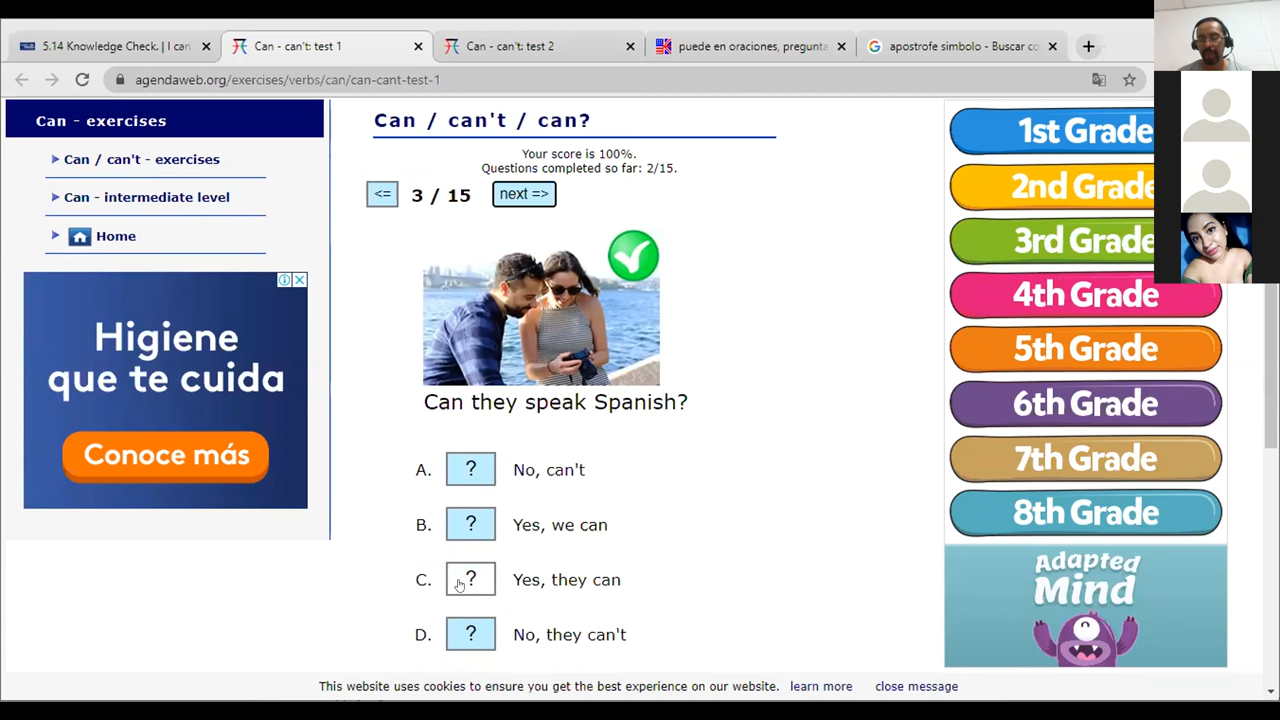 5.14 Knowledge Check. | I can
Can - can't: test 1
Can - can't: test 2
puede en oraciones, pregunta
apostrofe simbolo - Buscar co
agendaweb.org/exercises/verbs/can/can-cant-test-1
Can - exercises
Can / can't - exercises
Can - intermediate level
Home
Higiene
que te cuida
Conoce más
Can / can't / can?
Your score is 100%.
Questions completed so far: 2/15.
<= 3 / 15 next =>
Can they speak Spanish?
A. ? No, can't
B. ? Yes, we can
C. ? Yes, they can
D. ? No, they can't
1st Grade
2nd Grade
3rd Grade
4th Grade
5th Grade
6th Grade
7th Grade
8th Grade
Adapted
Mind
This website uses cookies to ensure you get the best experience on our website. learn more close message